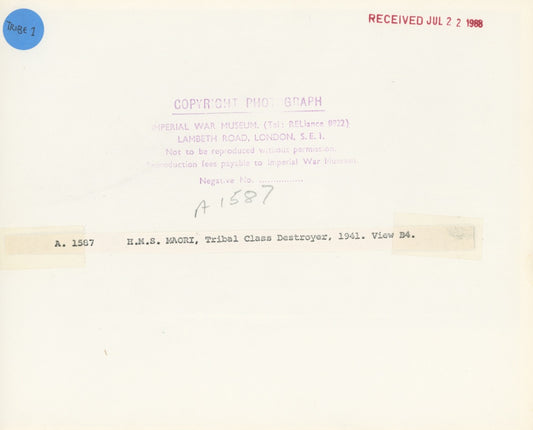 TRIBE 1
RECEIVED JUL 22 1988
COPYRIGHT PHOTOGRAPH
IMPERIAL WAR MUSEUM. (Tel: RELiance 8922)
LAMBETH ROAD, LONDON, S.E.1.
Not to be reproduced without permission.
Reproduction fees payable to Imperial War Museum
Negative No. ................
A 1587
A. 1587 H.M.S. MAORI, Tribal Class Destroyer, 1941. View B4.